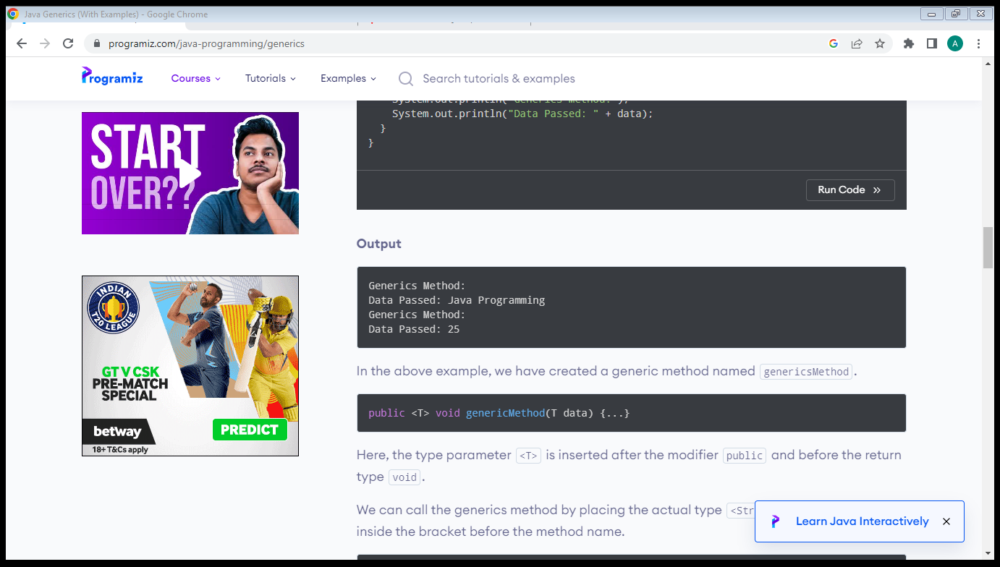 Java Generics (With Examples) - Google Chrome
programiz.com/java-programming/generics
A
Programiz
Courses
Tutorials
Examples
Search tutorials & examples
START
OVER??
INDIAN
T20 LEAGUE
GT V CSK
PRE-MATCH
SPECIAL
betway
PREDICT
18+ T&Cs apply
System.out.println("Generics Method:");
System.out.println("Data Passed: " + data);
}
}
Run Code »
Output
Generics Method:
Data Passed: Java Programming
Generics Method:
Data Passed: 25
In the above example, we have created a generic method named genericsMethod.
public <T> void genericMethod(T data) {...}
Here, the type parameter <T> is inserted after the modifier public and before the return
type void.
We can call the generics method by placing the actual type <Str
inside the bracket before the method name.
Learn Java Interactively